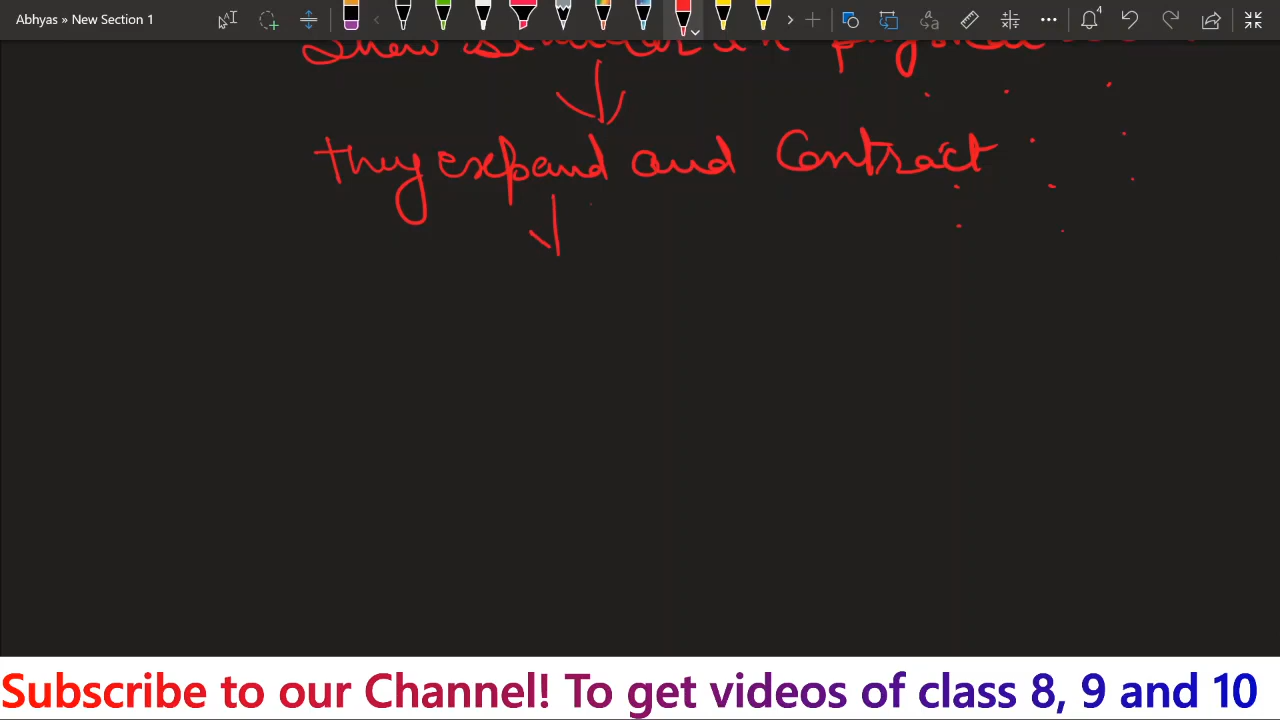 Abhyas » New Section 1
4
they expand and Contract
Subscribe to our Channel! To get videos of class 8, 9 and 10